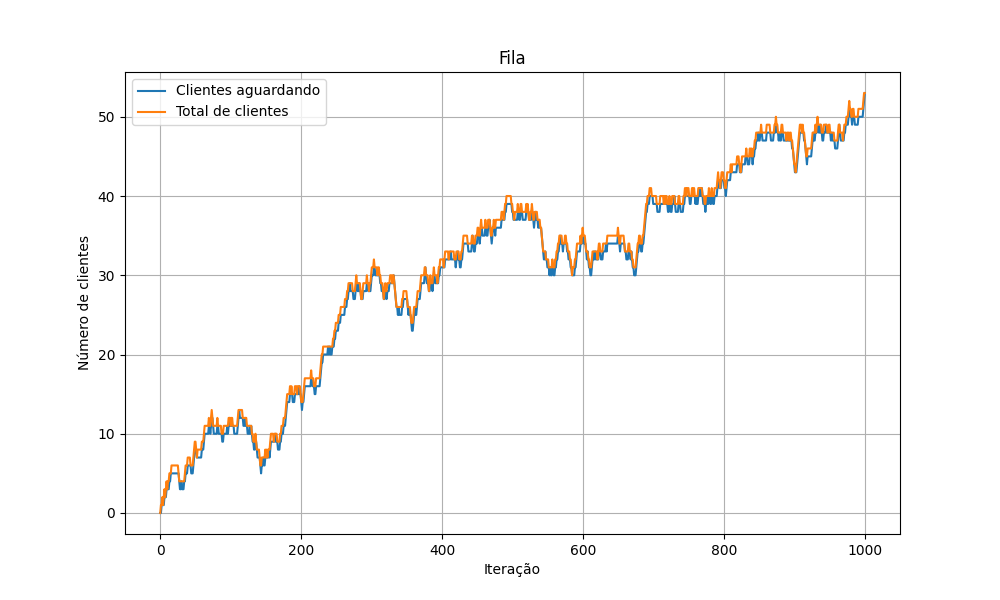 Fila
Clientes aguardando
Total de clientes
Número de clientes
50
40
30
20
10
0
0 200 400 600 800 1000
Iteração